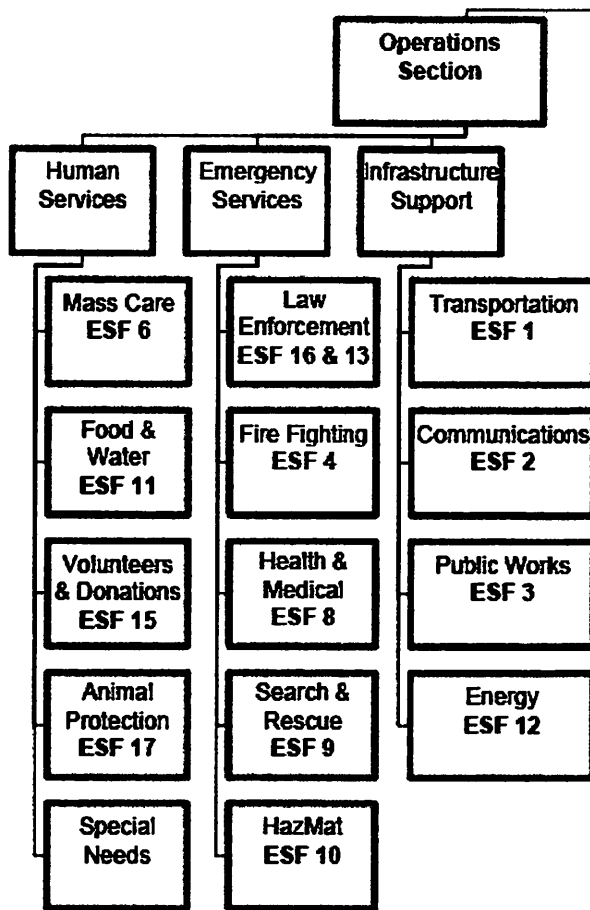 Operations
Section
Human
Services
Emergency
Services
Infrastructure
Support
Mass Care
ESF 6
Food &
Water
ESF 11
Volunteers
& Donations
ESF 15
Animal
Protection
ESF 17
Special
Needs
Law
Enforcement
ESF 16 & 13
Fire Fighting
ESF 4
Health &
Medical
ESF 8
Search &
Rescue
ESF 9
HazMat
ESF 10
Transportation
ESF 1
Communications
ESF 2
Public Works
ESF 3
Energy
ESF 12